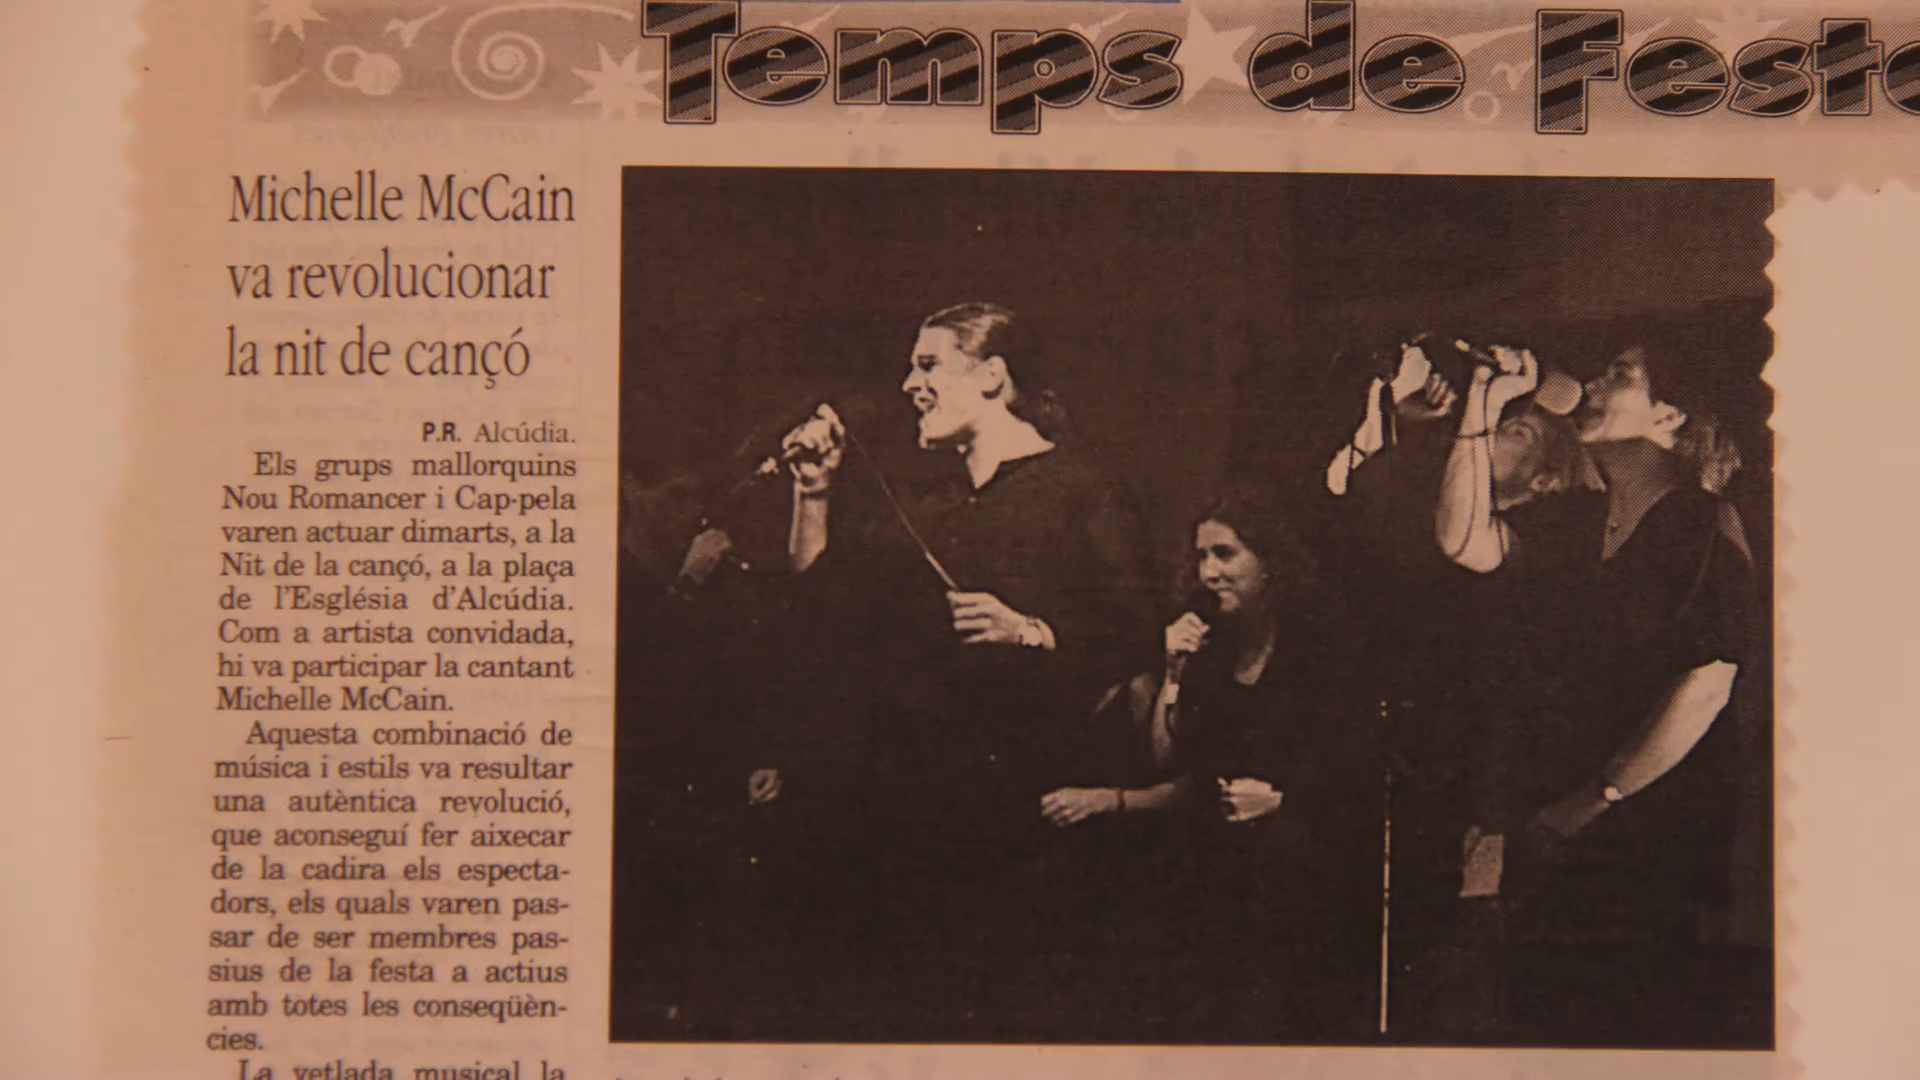 Temps de Festa
Michelle McCain
va revolucionar
la nit de cançó
P.R. Alcúdia.
Els grups mallorquins
Nou Romancer i Cap·pela
varen actuar dimarts, a la
Nit de la cançó, a la plaça
de l'Església d'Alcúdia.
Com a artista convidada,
hi va participar la cantant
Michelle McCain.
Aquesta combinació de
música i estils va resultar
una autèntica revolució,
que aconseguí fer aixecar
de la cadira els especta-
dors, els quals varen pas-
sar de ser membres pas-
sius de la festa a actius
amb totes les conseqüèn-
cies.
La vetlada musical la